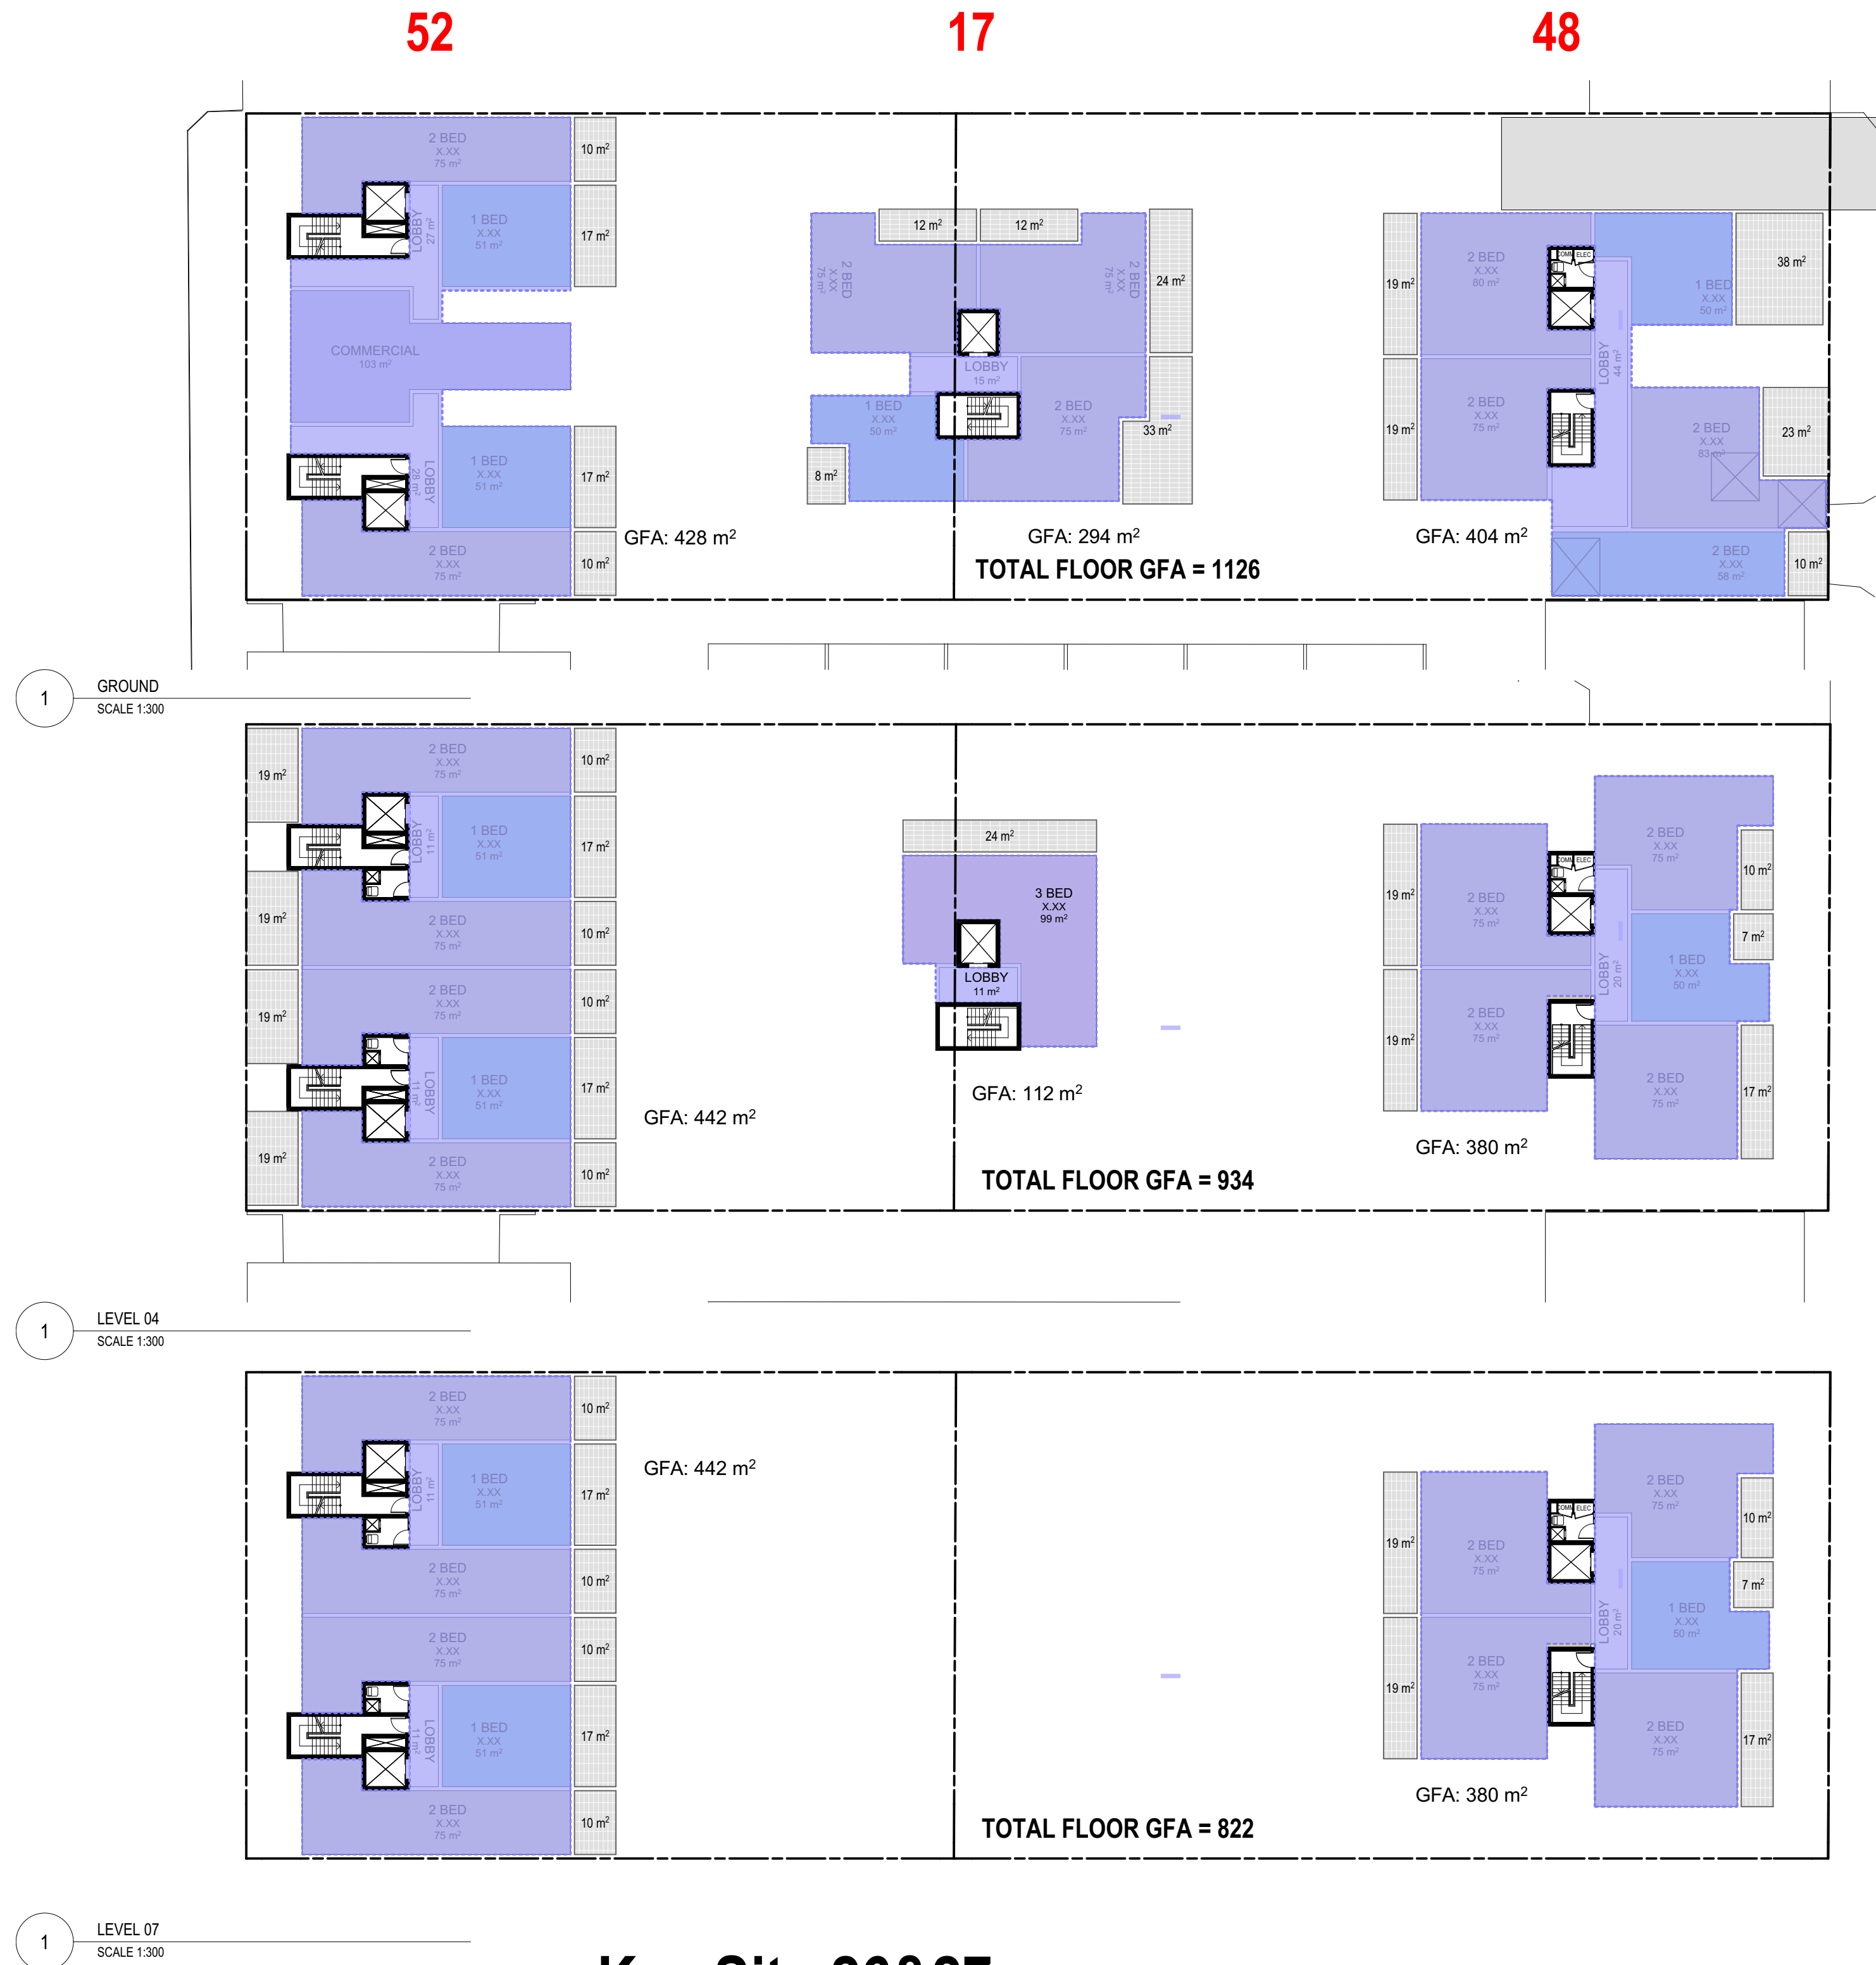 52
17
48
2 BED
X.XX
75 m²
10 m²
LOBBY
27 m²
1 BED
X.XX
51 m²
17 m²
COMMERCIAL
103 m²
LOBBY
28 m²
1 BED
X.XX
51 m²
17 m²
2 BED
X.XX
75 m²
10 m²
GFA: 428 m²
12 m²
12 m²
2 BED
X.XX
75 m²
2 BED
X.XX
75 m²
24 m²
LOBBY
15 m²
1 BED
X.XX
50 m²
2 BED
X.XX
75 m²
33 m²
8 m²
GFA: 294 m²
TOTAL FLOOR GFA = 1126
19 m²
2 BED
X.XX
80 m²
COMM
ELEC
1 BED
X.XX
50 m²
38 m²
LOBBY
44 m²
19 m²
2 BED
X.XX
75 m²
2 BED
X.XX
83 m²
23 m²
GFA: 404 m²
2 BED
X.XX
58 m²
10 m²
1
GROUND
SCALE 1:300
19 m²
2 BED
X.XX
75 m²
10 m²
LOBBY
11 m²
1 BED
X.XX
51 m²
17 m²
19 m²
2 BED
X.XX
75 m²
10 m²
19 m²
2 BED
X.XX
75 m²
10 m²
LOBBY
11 m²
1 BED
X.XX
51 m²
17 m²
19 m²
2 BED
X.XX
75 m²
10 m²
GFA: 442 m²
24 m²
3 BED
X.XX
99 m²
LOBBY
11 m²
GFA: 112 m²
TOTAL FLOOR GFA = 934
19 m²
2 BED
X.XX
75 m²
COMM
ELEC
2 BED
X.XX
75 m²
10 m²
7 m²
LOBBY
20 m²
1 BED
X.XX
50 m²
19 m²
2 BED
X.XX
75 m²
2 BED
X.XX
75 m²
17 m²
GFA: 380 m²
1
LEVEL 04
SCALE 1:300
2 BED
X.XX
75 m²
10 m²
LOBBY
11 m²
1 BED
X.XX
51 m²
17 m²
2 BED
X.XX
75 m²
10 m²
2 BED
X.XX
75 m²
10 m²
LOBBY
11 m²
1 BED
X.XX
51 m²
17 m²
2 BED
X.XX
75 m²
10 m²
GFA: 442 m²
TOTAL FLOOR GFA = 822
19 m²
2 BED
X.XX
75 m²
COMM
ELEC
2 BED
X.XX
75 m²
10 m²
7 m²
LOBBY
20 m²
1 BED
X.XX
50 m²
19 m²
2 BED
X.XX
75 m²
2 BED
X.XX
75 m²
17 m²
GFA: 380 m²
1
LEVEL 07
SCALE 1:300